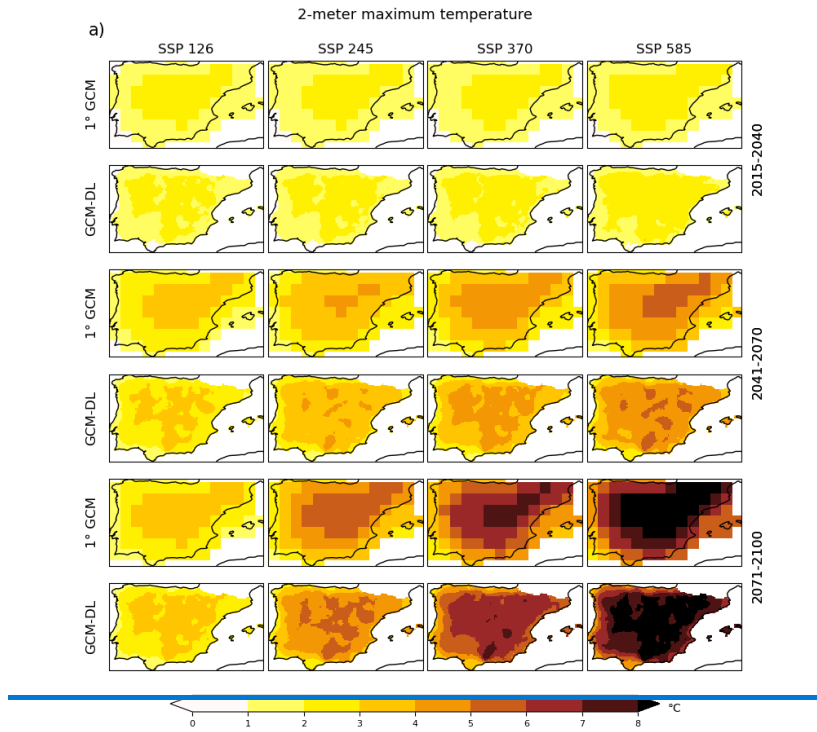 2-meter maximum temperature
a)
SSP 126 SSP 245 SSP 370 SSP 585
1° GCM
GCM-DL
2015-2040
1° GCM
GCM-DL
2041-2070
1° GCM
GCM-DL
2071-2100
0 1 2 3 4 5 6 7 8 °C